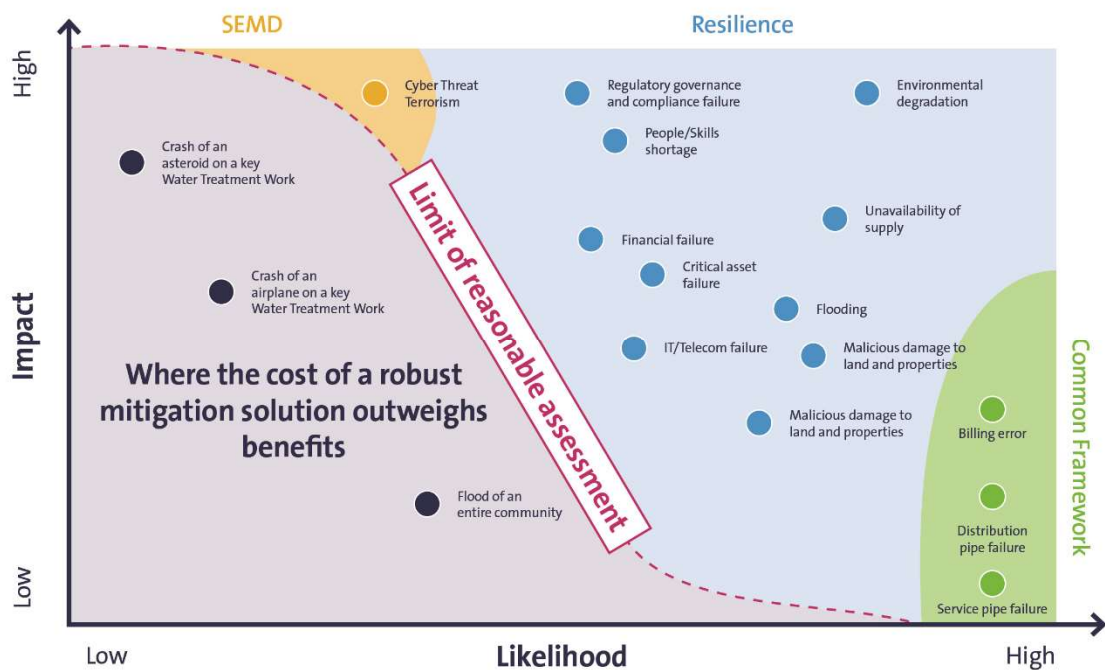 SEMD
Resilience
High
Impact
Low
Cyber Threat
Terrorism
Regulatory governance
and compliance failure
Environmental
degradation
People/Skills
shortage
Crash of an
asteroid on a key
Water Treatment Work
Unavailability of
supply
Financial failure
Critical asset
failure
Crash of an
airplane on a key
Water Treatment Work
Flooding
IT/Telecom failure
Malicious damage to
land and properties
Limit of reasonable assessment
Where the cost of a robust
mitigation solution outweighs
benefits
Malicious damage to
land and properties
Billing error
Flood of an
entire community
Distribution
pipe failure
Service pipe failure
Common Framework
Low
Likelihood
High